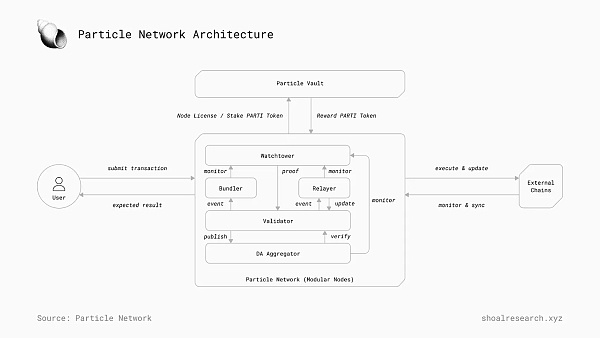 Particle Network Architecture
Particle Vault
Node License / Stake PARTI Token
Reward PARTI Token
Watchtower
submit transaction
execute & update
monitor
proof
monitor
Bundler
Relayer
User
External
Chains
expected result
event
event
update
monitor
monitor & sync
Validator
publish
verify
DA Aggregator
Particle Network (Modular Nodes)
Source: Particle Network
shoalresearch.xyz